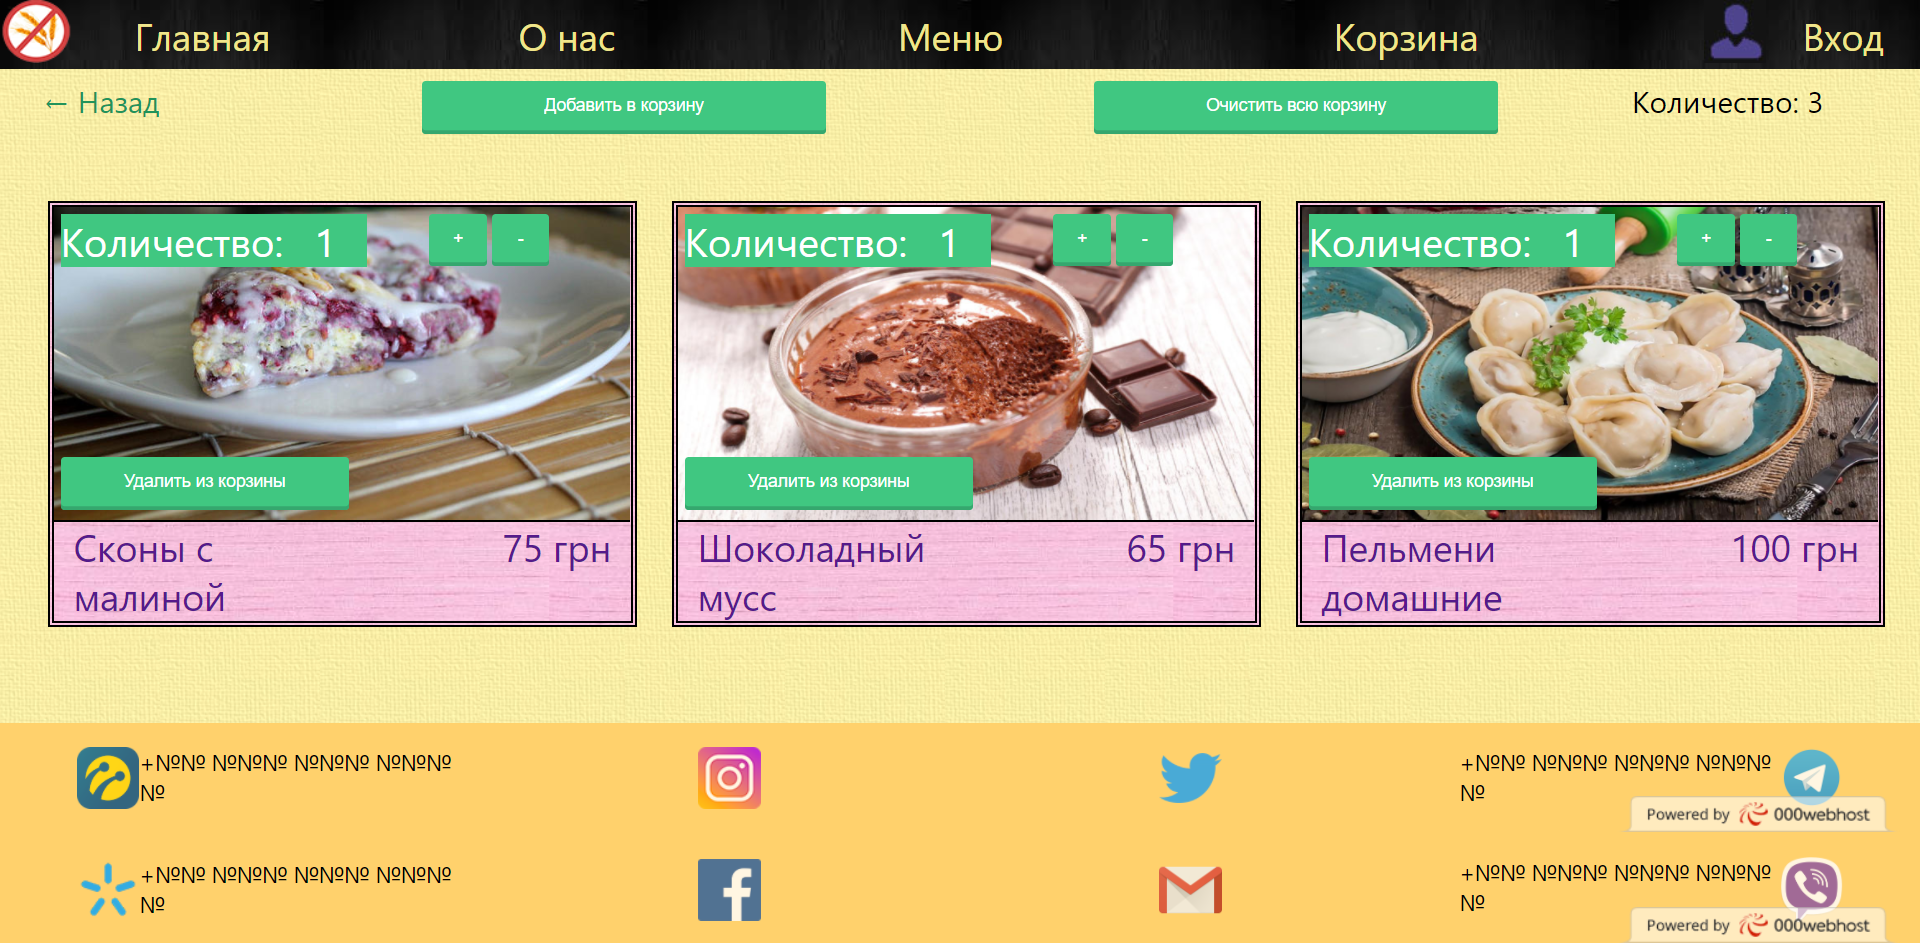 Главная
О нас
Меню
Корзина
Вход
← Назад
Добавить в корзину
Очистить всю корзину
Количество: 3
Количество: 1
+
-
Количество: 1
+
-
Количество: 1
+
-
Удалить из корзины
Удалить из корзины
Удалить из корзины
Сконы с
малиной
75 грн
Шоколадный
мусс
65 грн
Пельмени
домашние
100 грн
+№№ №№№ №№№ №№№
№
+№№ №№№ №№№ №№№
№
Powered by 000webhost
+№№ №№№ №№№ №№№
№
+№№ №№№ №№№ №№№
№
Powered by 000webhost